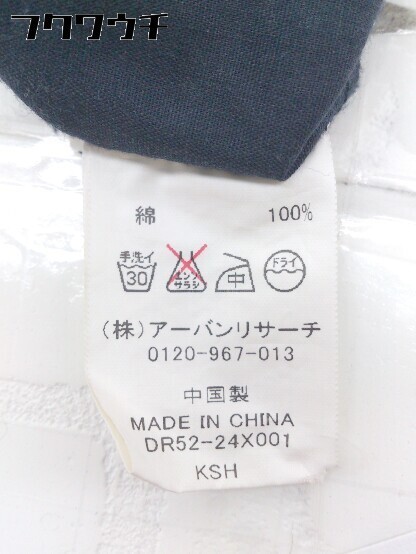 フクワウチ
綿 100%
手洗イ エンソ ドライ
30 サラシ 中
(株)アーバンリサーチ
0120-967-013
中国製
MADE IN CHINA
DR52-24X001
KSH